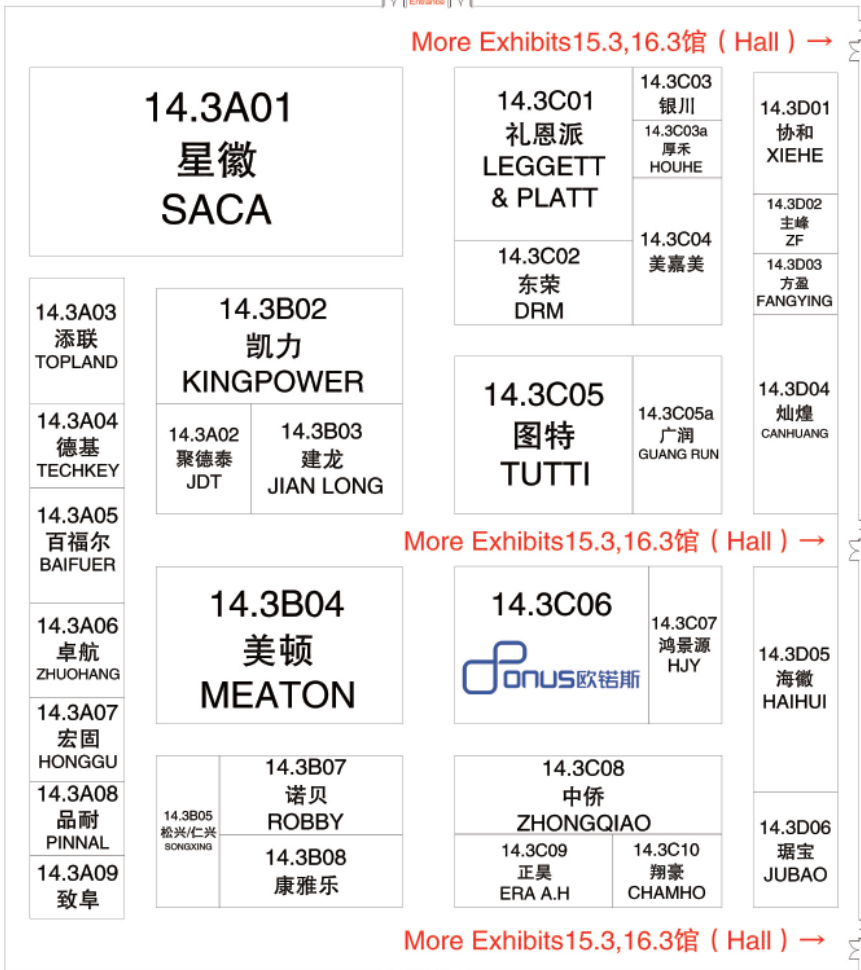 Entrance
More Exhibits15.3,16.3馆 ( Hall ) →
14.3A01
星徽
SACA
14.3C01
礼恩派
LEGGETT
& PLATT
14.3C03
银川
14.3C03a
厚禾
HOUHE
14.3D01
协和
XIEHE
14.3C02
东荣
DRM
14.3C04
美嘉美
14.3D02
主峰
ZF
14.3D03
方盈
FANGYING
14.3A03
添联
TOPLAND
14.3B02
凯力
KINGPOWER
14.3A04
德基
TECHKEY
14.3A02
聚德泰
JDT
14.3B03
建龙
JIAN LONG
14.3C05
图特
TUTTI
14.3C05a
广润
GUANG RUN
14.3D04
灿煌
CANHUANG
14.3A05
百福尔
BAIFUER
More Exhibits15.3,16.3馆 ( Hall ) →
14.3A06
卓航
ZHUOHANG
14.3B04
美顿
MEATON
14.3C06
Onus欧锘斯
14.3C07
鸿景源
HJY
14.3D05
海徽
HAIHUI
14.3A07
宏固
HONGGU
14.3A08
品耐
PINNAL
14.3A09
致阜
14.3B05
松兴/仁兴
SONGXING
14.3B07
诺贝
ROBBY
14.3B08
康雅乐
14.3C08
中侨
ZHONGQIAO
14.3C09
正昊
ERA A.H
14.3C10
翔豪
CHAMHO
14.3D06
琚宝
JUBAO
More Exhibits15.3,16.3馆 ( Hall ) →